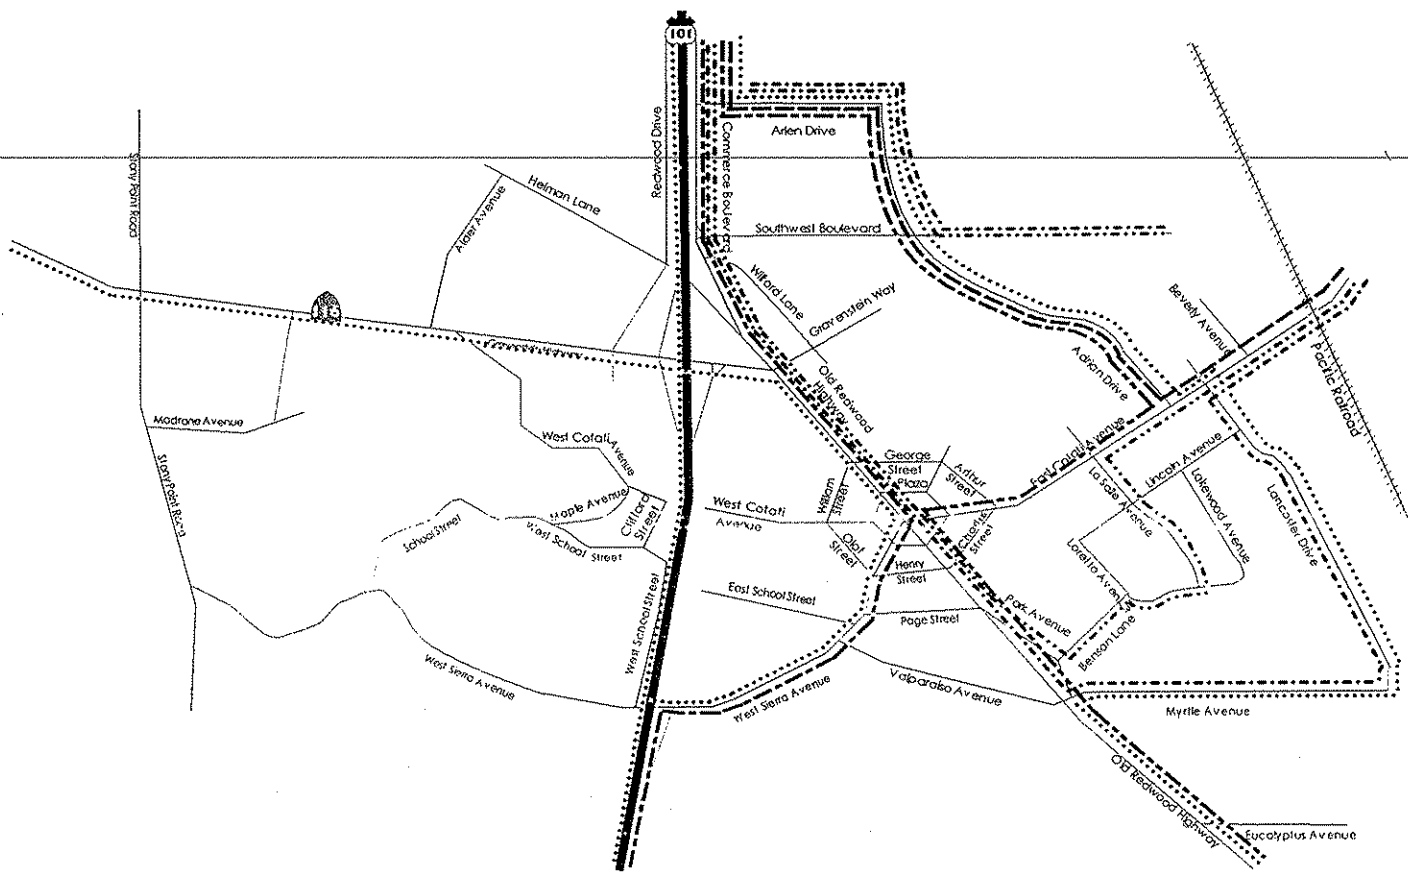 101
Redwood Drive
Commerce Boulevard
Arlen Drive
Stony Point Road
Helman Lane
Alder Avenue
Southwest Boulevard
Wilford Lane
Gravenstein Way
Beverly Avenue
Pacific Railroad
Adrian Drive
Old Redwood
Highway
Madrone Avenue
West Cotati Avenue
East Cotati Avenue
George
Street
Plaza
Arthur
Street
William
Street
Lincoln Avenue
La Salle Avenue
Lakewood Avenue
Lancaster Drive
Stony Point Road
Maple Avenue
Clifford
Street
School Street
West School Street
West Cotati
Avenue
Olaf
Street
Charles
Street
Henry
Street
Loretto Avenue
East School Street
Page Street
Park Avenue
Benson Lane
West School Street
West Sierra Avenue
West Sierra Avenue
Valparaiso Avenue
Myrtle Avenue
Old Redwood Highway
Eucalyptus Avenue